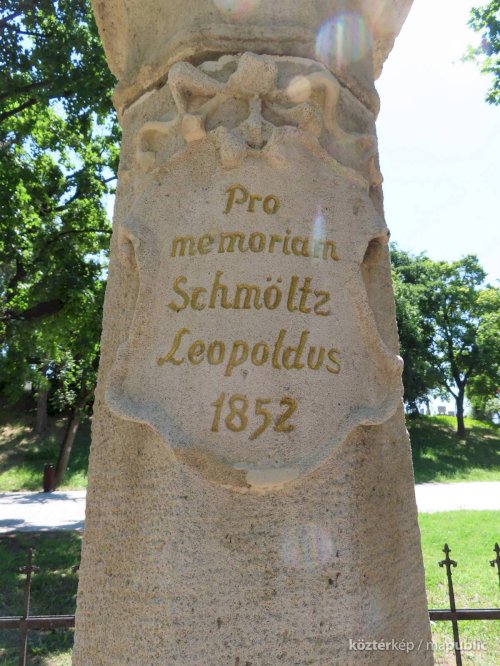 Pro
memoriam
Schmöltz
Leopoldus
1852
köztérkép / mapublic